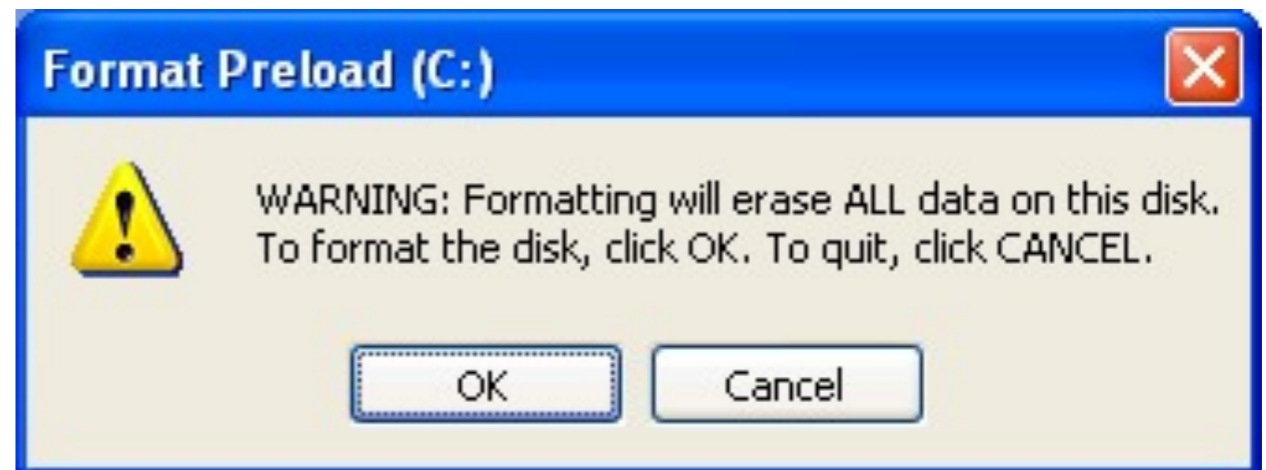 Format Preload (C:)
WARNING: Formatting will erase ALL data on this disk.
To format the disk, click OK. To quit, click CANCEL.
OK
Cancel